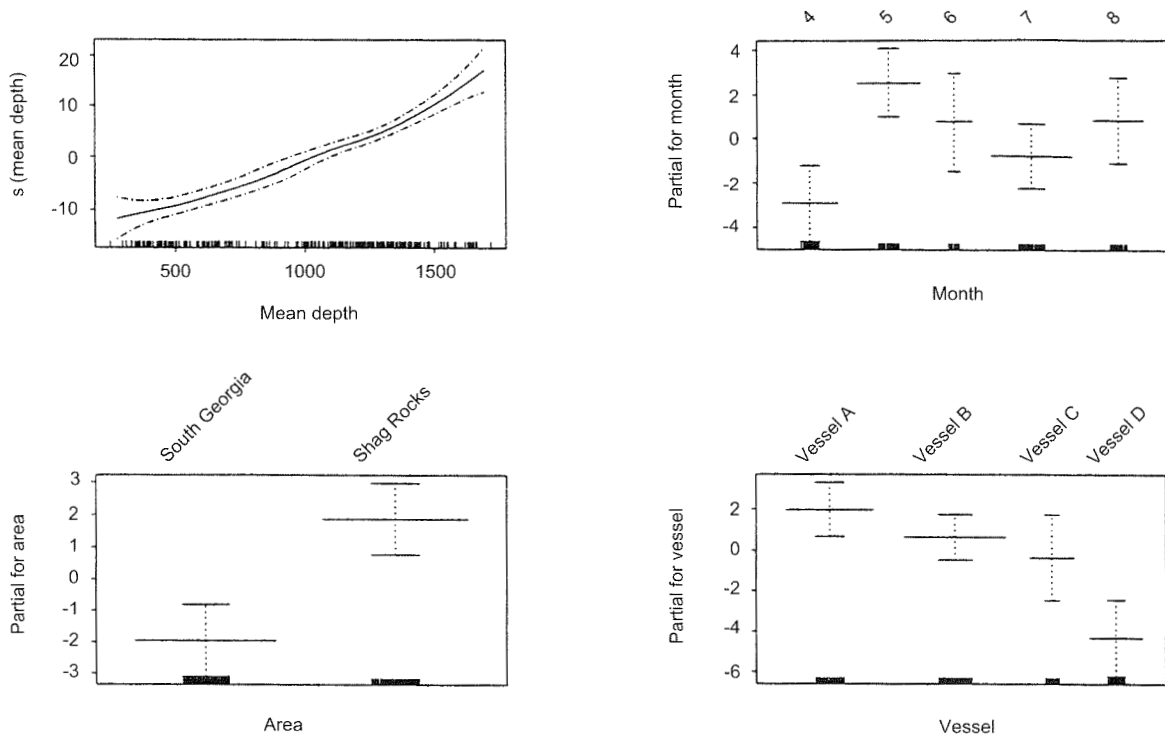 s (mean depth)
20
10
0
-10
500 1000 1500
Mean depth
4 5 6 7 8
Partial for month
4
2
0
-2
-4
Month
South Georgia Shag Rocks
Partial for area
3
2
1
0
-1
-2
-3
Area
Vessel A Vessel B Vessel C Vessel D
Partial for vessel
2
0
-2
-4
-6
Vessel